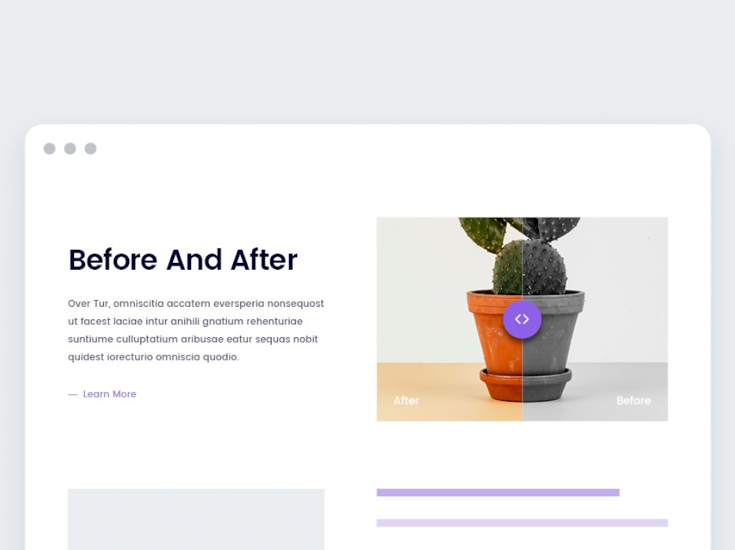 Before And After
Over Tur, omniscitia accatem eversperia nonsequost
ut facest laciae intur anihili gnatium rehenturiae
suntiume culluptatium aribusae eatur sequas nobit
quidest iorecturio omniscia quodio.
— Learn More
After
Before